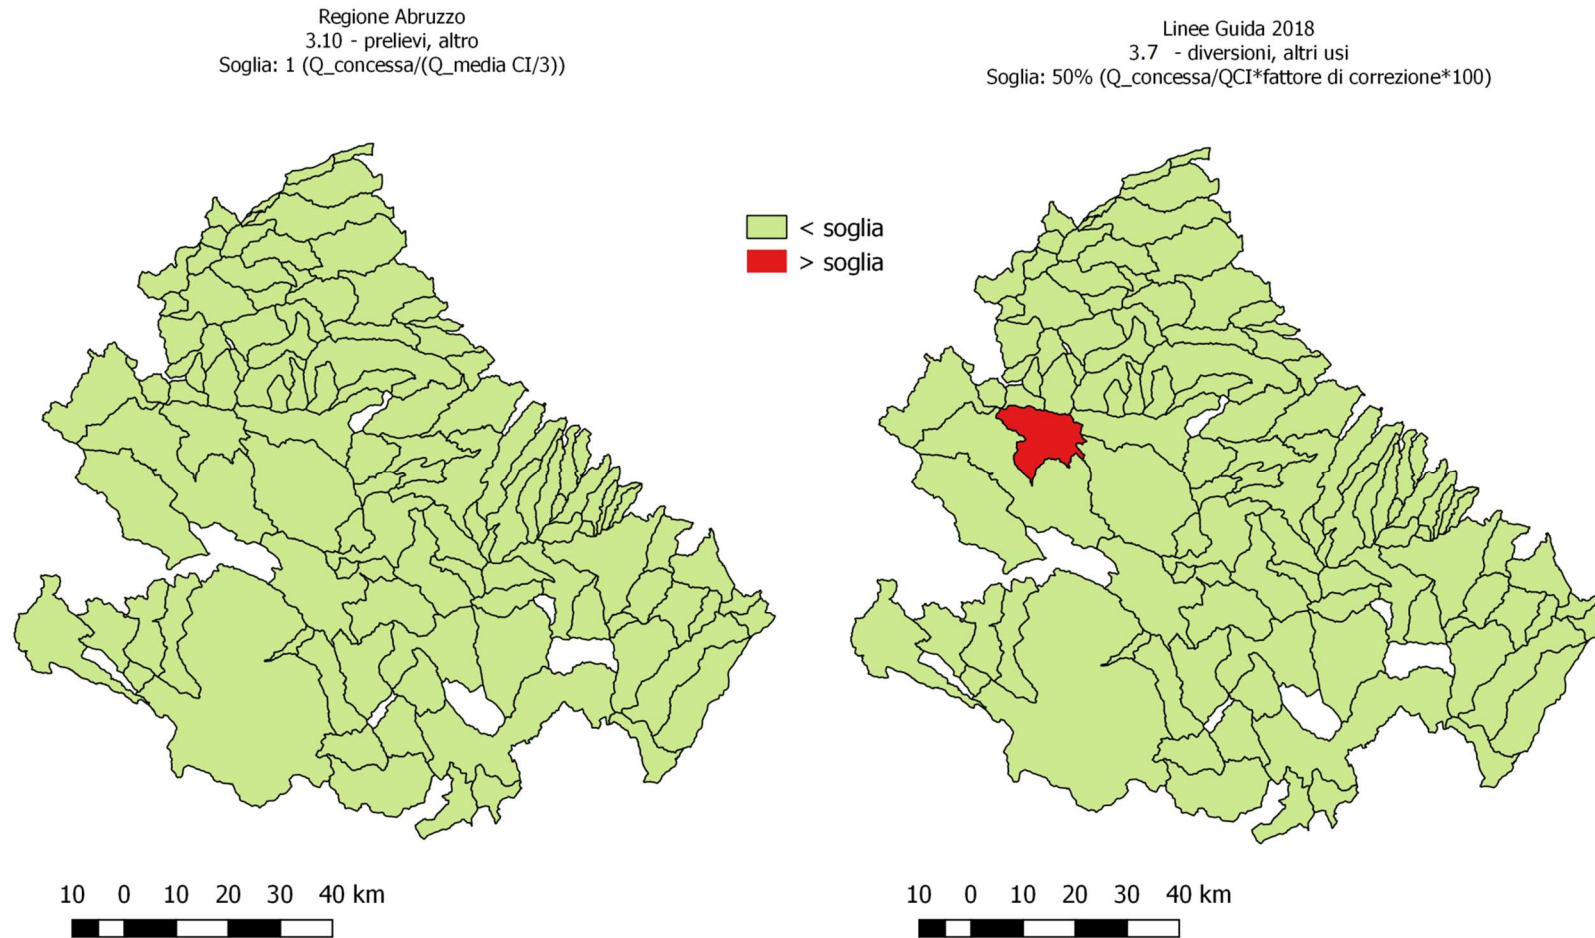 Regione Abruzzo
3.10 - prelievi, altro
Soglia: 1 (Q_concessa/(Q_media CI/3))
Linee Guida 2018
3.7 - diversioni, altri usi
Soglia: 50% (Q_concessa/QCI*fattore di correzione*100)
< soglia
> soglia
10 0 10 20 30 40 km
10 0 10 20 30 40 km